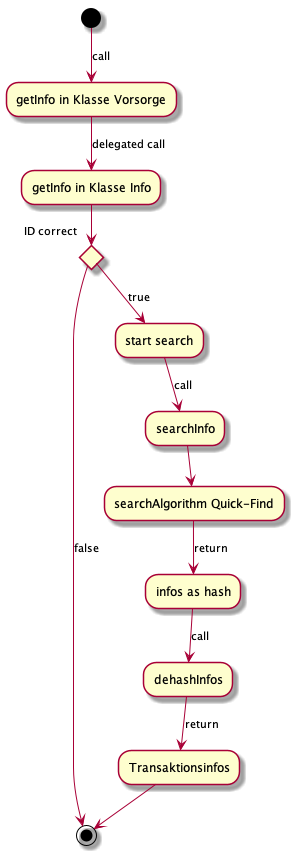 call
getInfo in Klasse Vorsorge
delegated call
getInfo in Klasse Info
ID correct
true
start search
call
searchInfo
searchAlgorithm Quick-Find
false
return
infos as hash
call
dehashInfos
return
Transaktionsinfos